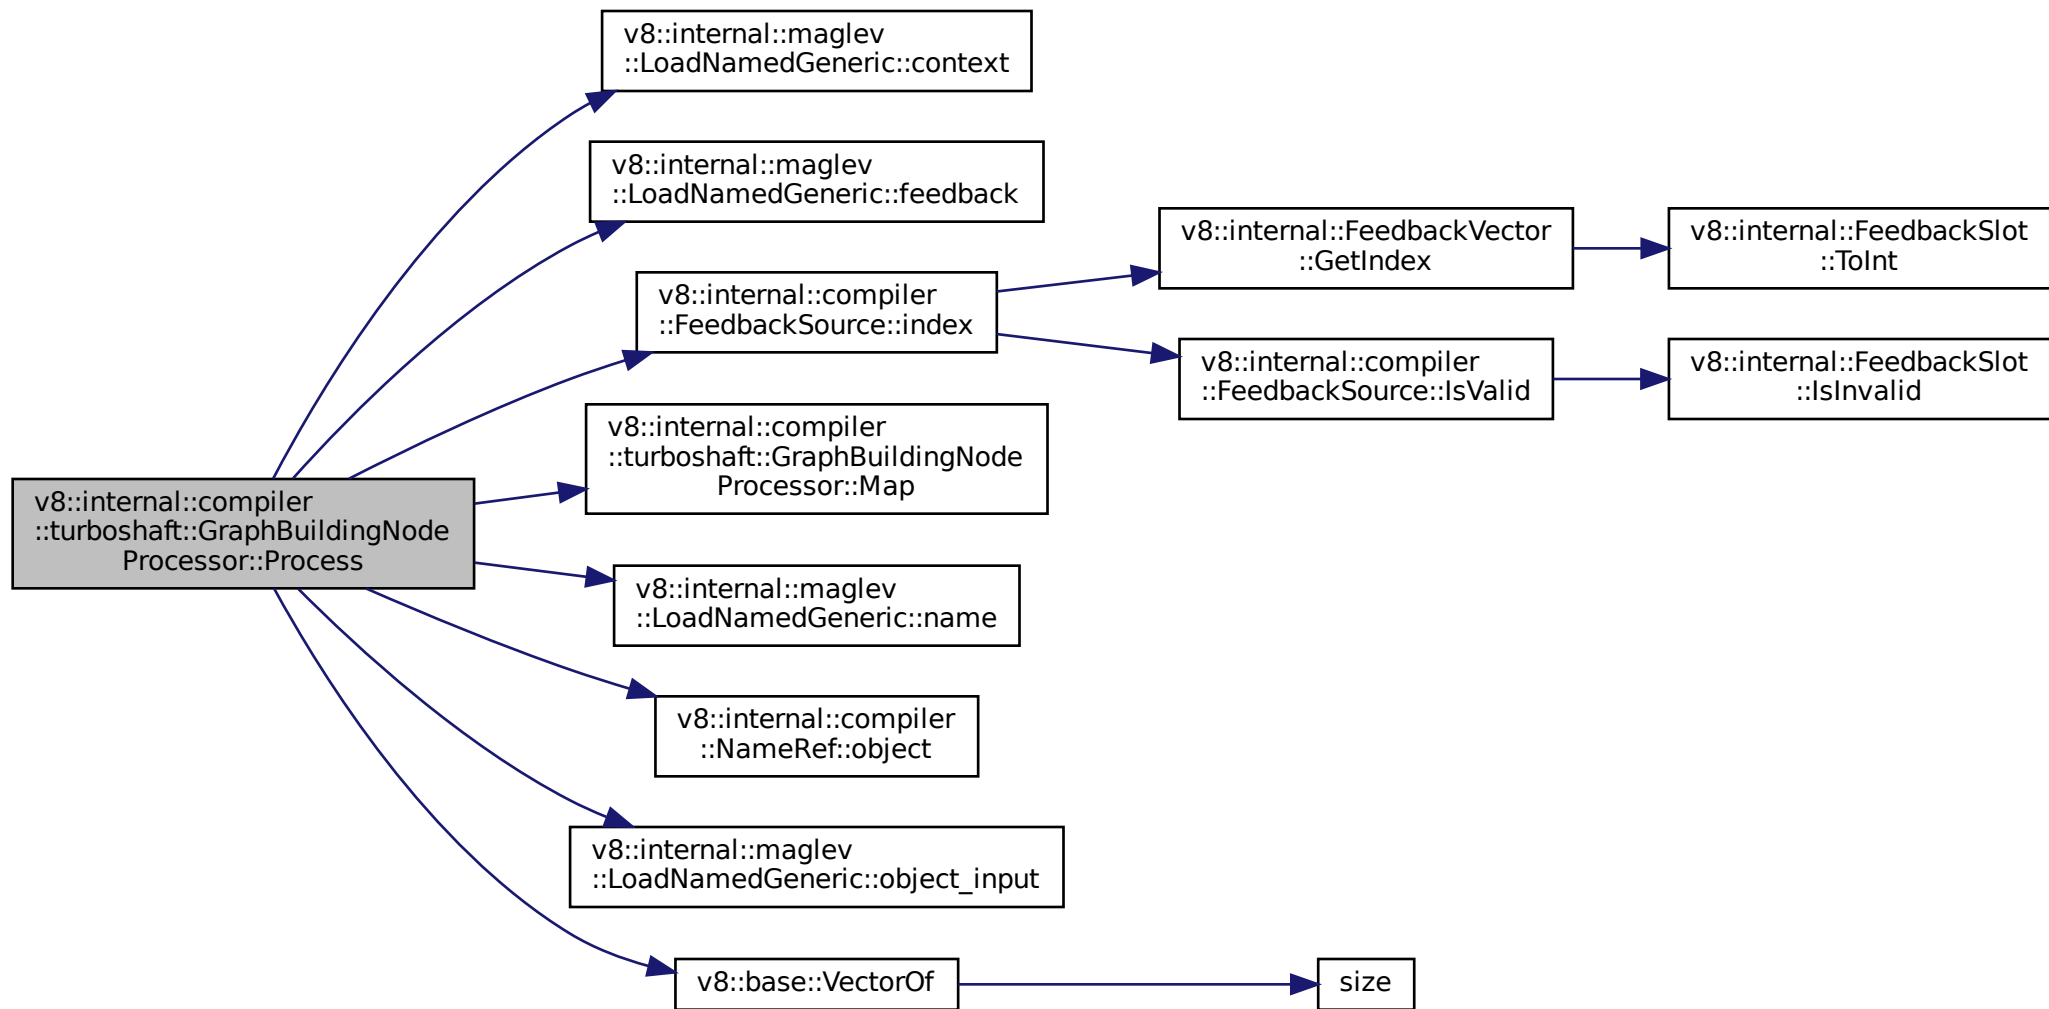 v8::internal::maglev
::LoadNamedGeneric::context
v8::internal::maglev
::LoadNamedGeneric::feedback
v8::internal::FeedbackVector
::GetIndex
v8::internal::FeedbackSlot
::ToInt
v8::internal::compiler
::FeedbackSource::index
v8::internal::compiler
::FeedbackSource::IsValid
v8::internal::FeedbackSlot
::IsInvalid
v8::internal::compiler
::turboshaft::GraphBuildingNode
Processor::Map
v8::internal::compiler
::turboshaft::GraphBuildingNode
Processor::Process
v8::internal::maglev
::LoadNamedGeneric::name
v8::internal::compiler
::NameRef::object
v8::internal::maglev
::LoadNamedGeneric::object_input
v8::base::VectorOf
size